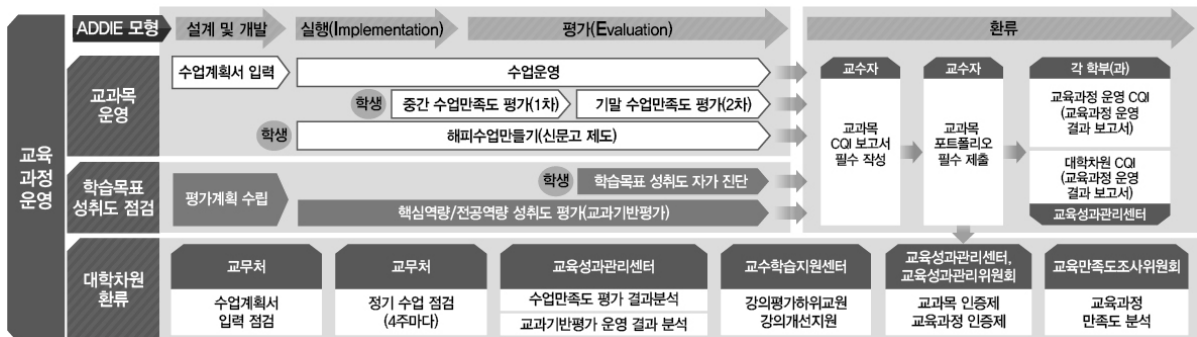 ADDIE 모형
설계 및 개발
실행(Implementation)
평가(Evaluation)
환류
교육
과정
운영
교과목
운영
수업계획서 입력
수업운영
학생
중간 수업만족도 평가(1차)
기말 수업만족도 평가(2차)
학생
해피수업만들기(신문고 제도)
학습목표
성취도 점검
평가계획 수립
학생
학습목표 성취도 자가 진단
핵심역량/전공역량 성취도 평가(교과기반평가)
교수자
교과목
CQI 보고서
필수 작성
교수자
교과목
포트폴리오
필수 제출
각 학부(과)
교육과정 운영 CQI
(교육과정 운영
결과 보고서)
대학차원 CQI
(교육과정 운영
결과 보고서)
교육성과관리센터
대학차원
환류
교무처
수업계획서
입력 점검
교무처
정기 수업 점검
(4주마다)
교육성과관리센터
수업만족도 평가 결과분석
교과기반평가 운영 결과 분석
교수학습지원센터
강의평가하위교원
강의개선지원
교육성과관리센터,
교육성과관리위원회
교과목 인증제
교육과정 인증제
교육만족도조사위원회
교육과정
만족도 분석